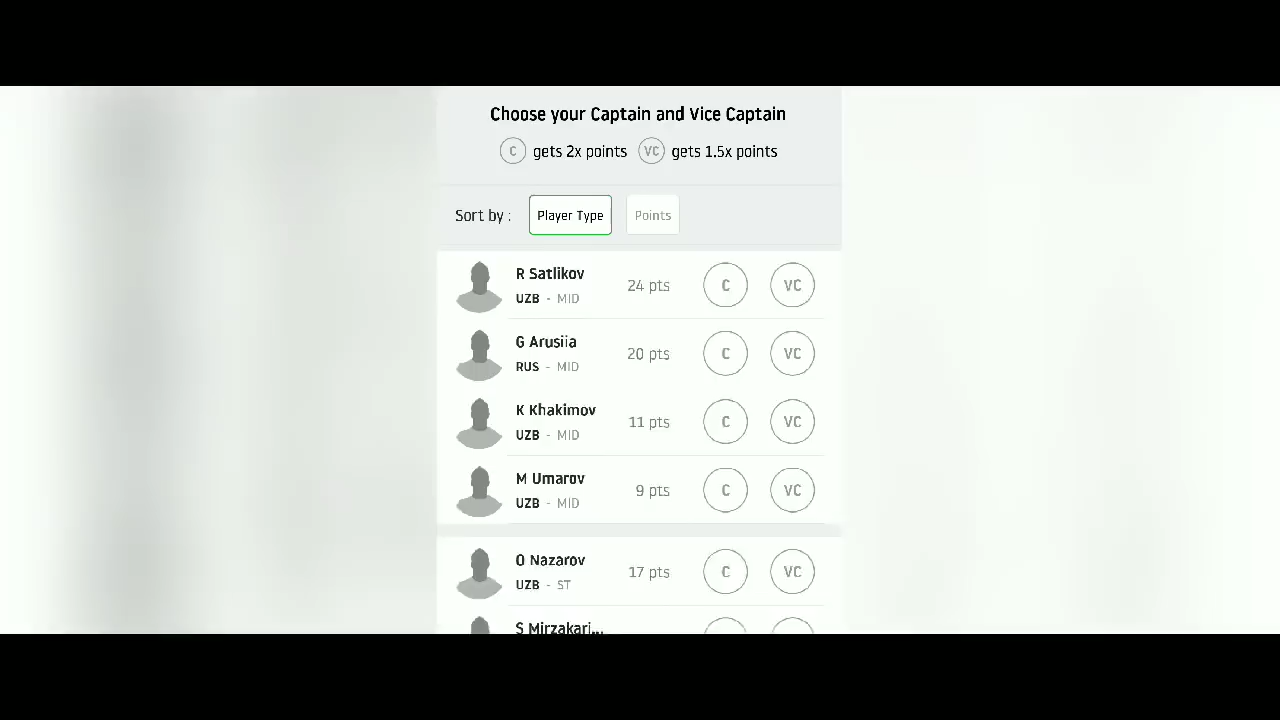 Choose your Captain and Vice Captain
C gets 2x points VC gets 1.5x points
Sort by : Player Type Points
R Satlikov
24 pts C VC
UZB - MID
G Arusiia
20 pts C VC
RUS - MID
K Khakimov
11 pts C VC
UZB - MID
M Umarov
9 pts C VC
UZB - MID
O Nazarov
17 pts C VC
UZB - ST
S Mirzakari...